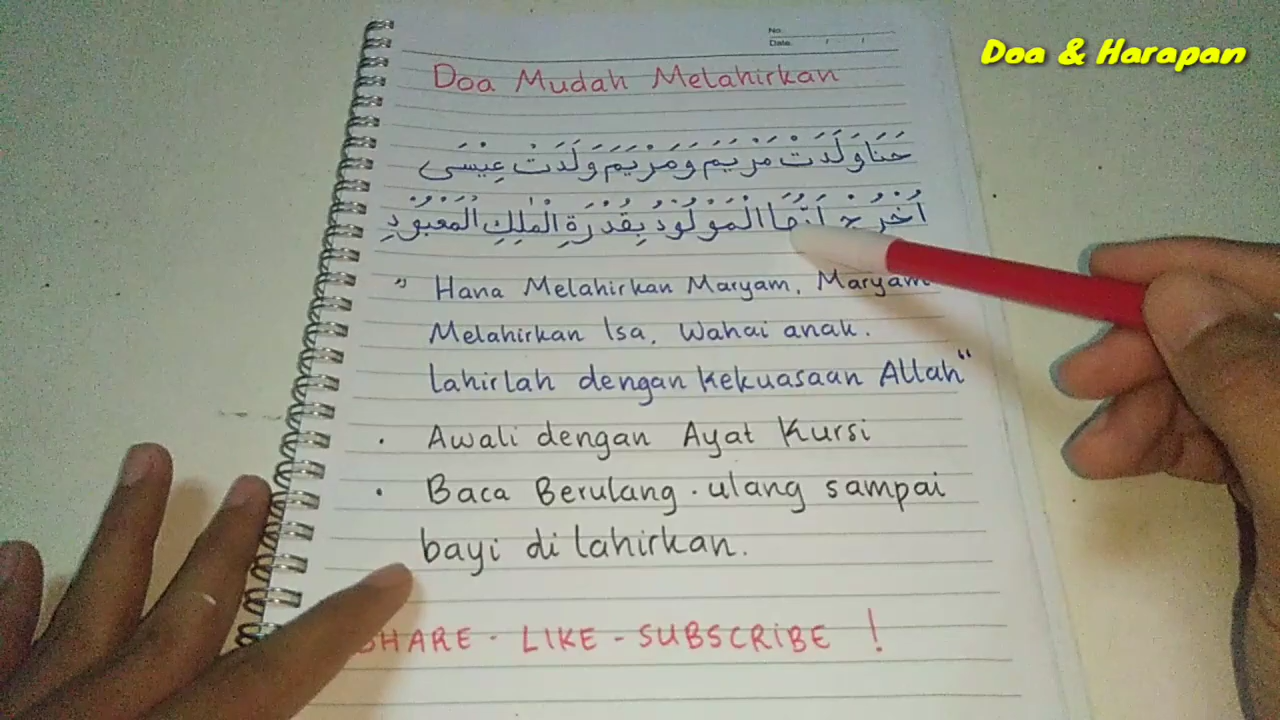 No.
Date.
Doa & Harapan
Doa Mudah Melahirkan
حَنَا وَلَدَتْ مَرْيَمَ وَمَرْيَمَ وَلَدَتْ عِيْسَى
اُخْرُجْ اَيُّهَا الْمَوْلُوْدُ بِقُدْرَةِ الْمَلِكِ الْمَعْبُوْدِ
" Hana Melahirkan Maryam, Maryam
Melahirkan Isa, Wahai anak.
Lahirlah dengan kekuasaan Allah"
· Awali dengan Ayat Kursi
· Baca Berulang-ulang sampai
bayi di lahirkan.
SHARE - LIKE - SUBSCRIBE !